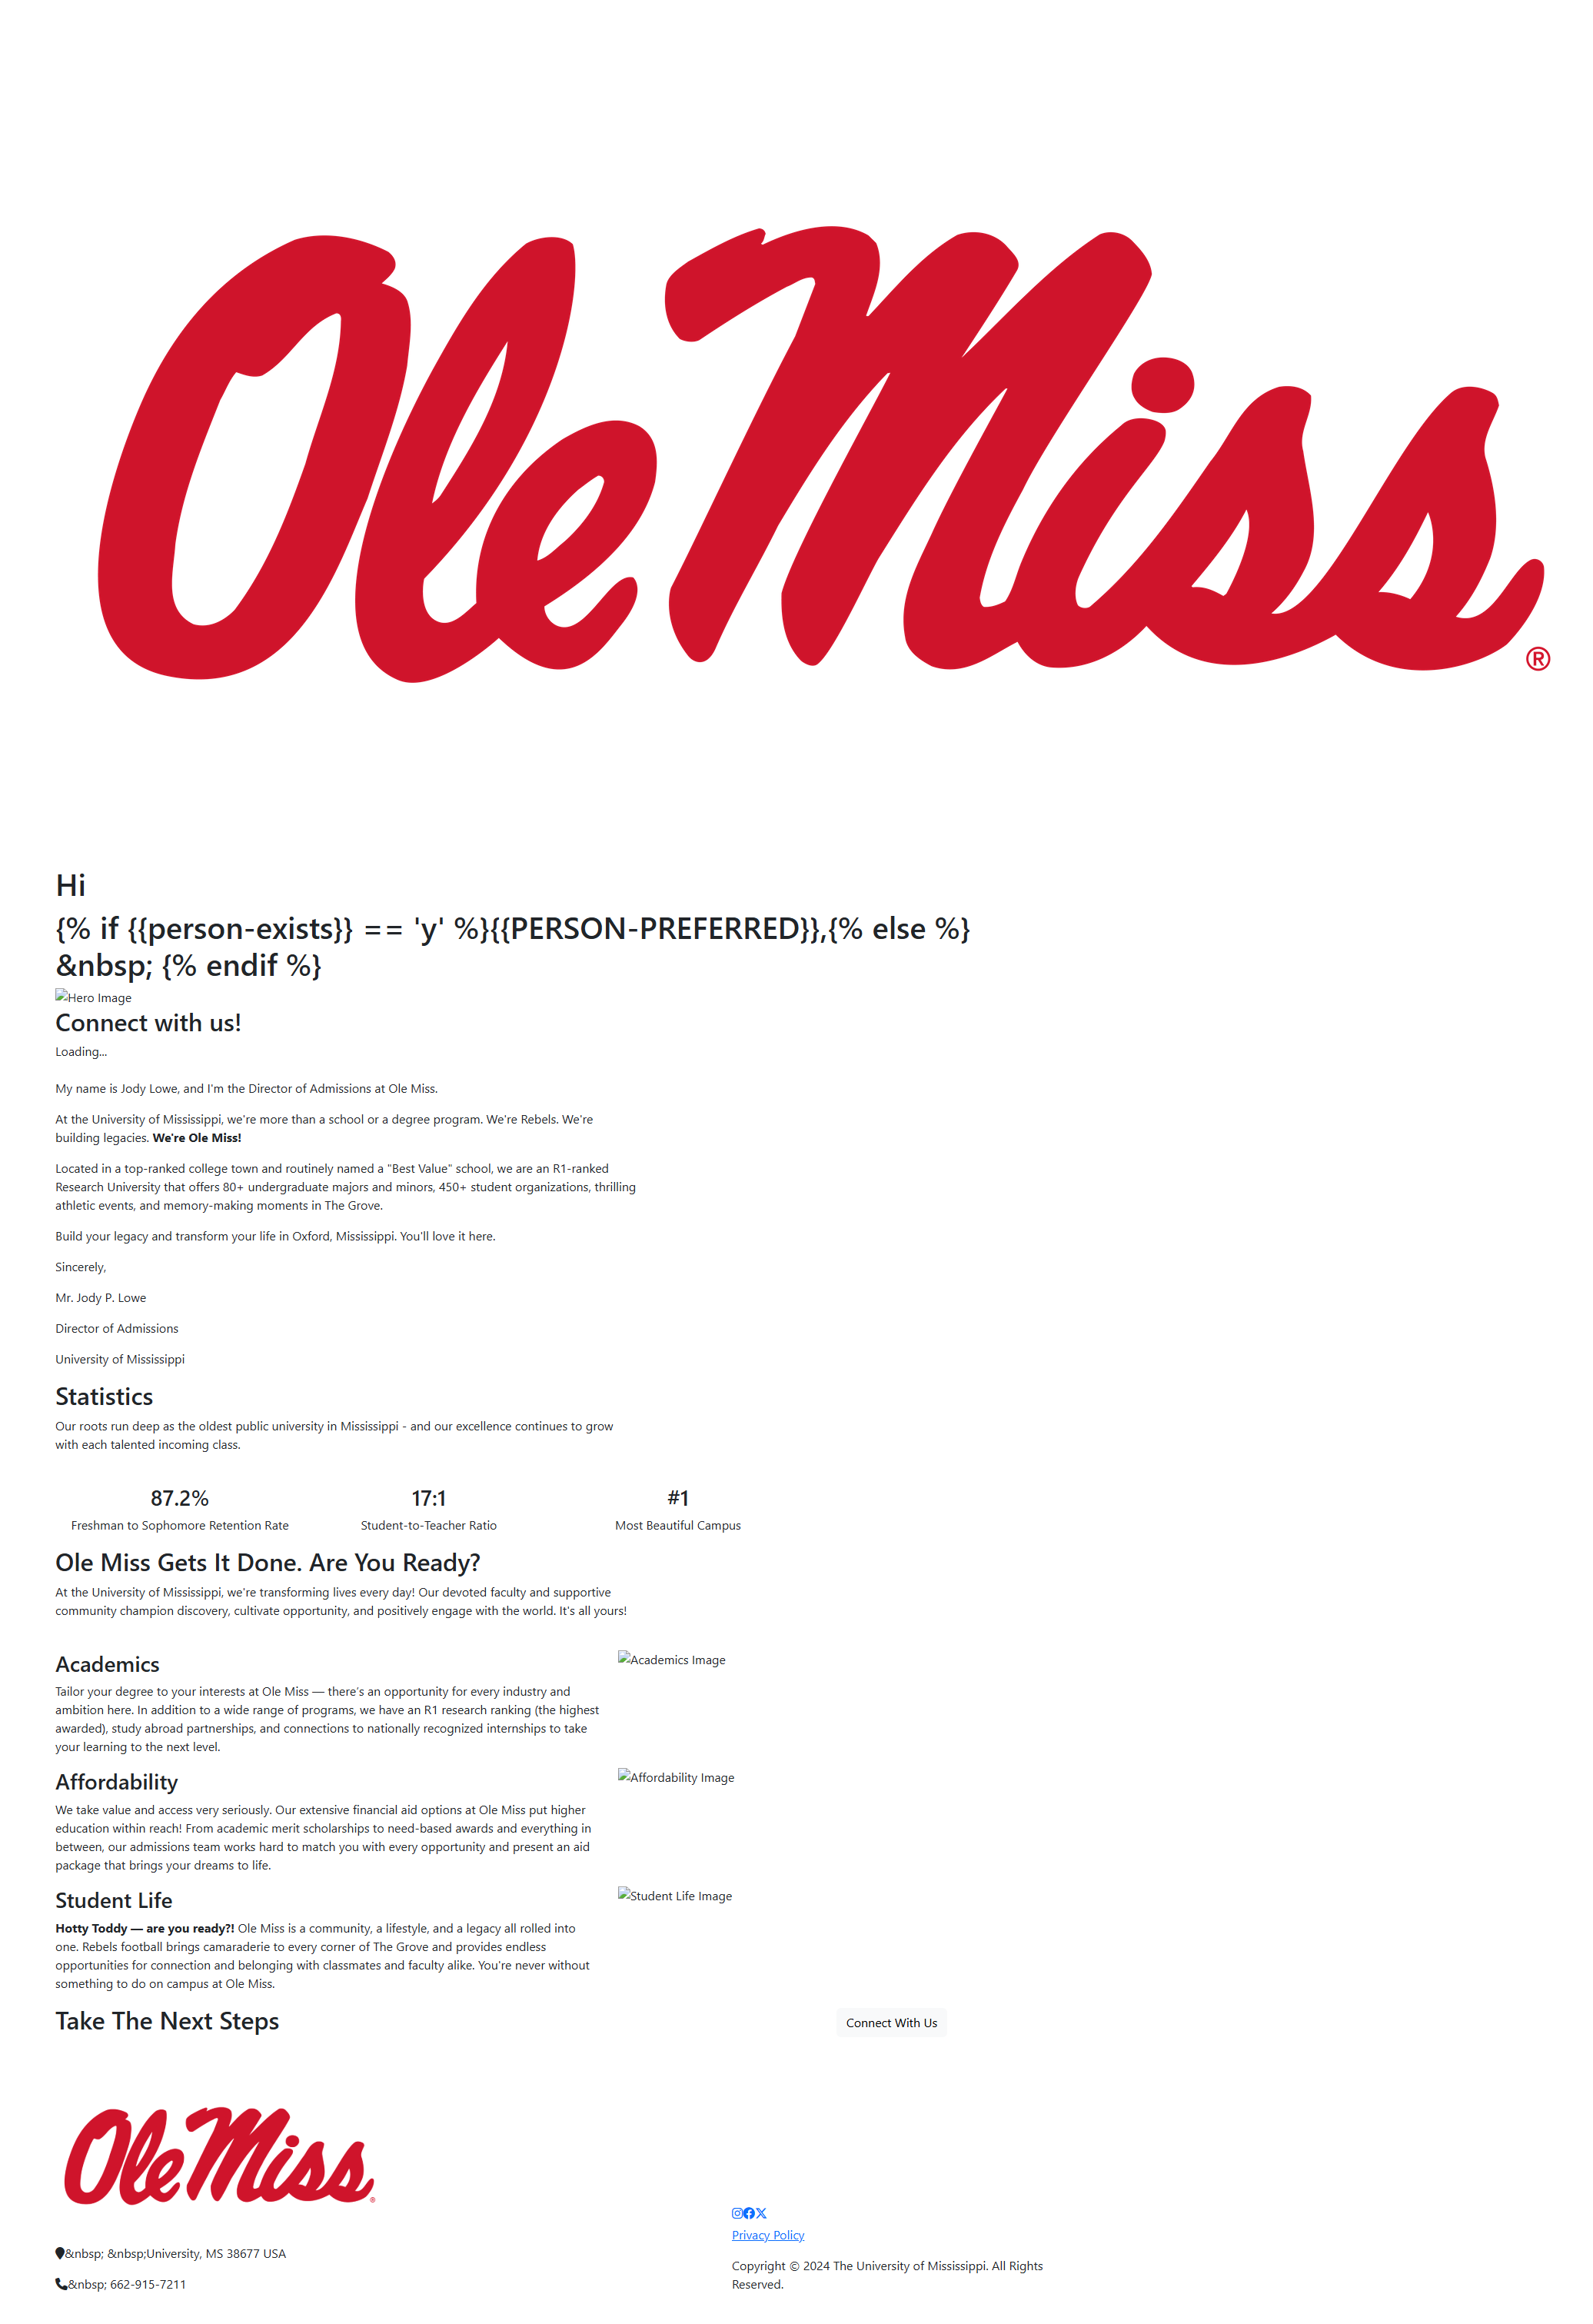 Ole Miss®
Hi
{% if {{person-exists}} == 'y' %}{{PERSON-PREFERRED}},{% else %}
&nbsp; {% endif %}
Hero Image
Connect with us!
Loading...
My name is Jody Lowe, and I'm the Director of Admissions at Ole Miss.
At the University of Mississippi, we're more than a school or a degree program. We're Rebels. We're
building legacies. We're Ole Miss!
Located in a top-ranked college town and routinely named a "Best Value" school, we are an R1-ranked
Research University that offers 80+ undergraduate majors and minors, 450+ student organizations, thrilling
athletic events, and memory-making moments in The Grove.
Build your legacy and transform your life in Oxford, Mississippi. You'll love it here.
Sincerely,
Mr. Jody P. Lowe
Director of Admissions
University of Mississippi
Statistics
Our roots run deep as the oldest public university in Mississippi - and our excellence continues to grow
with each talented incoming class.
87.2%
Freshman to Sophomore Retention Rate
17:1
Student-to-Teacher Ratio
#1
Most Beautiful Campus
Ole Miss Gets It Done. Are You Ready?
At the University of Mississippi, we're transforming lives every day! Our devoted faculty and supportive
community champion discovery, cultivate opportunity, and positively engage with the world. It's all yours!
Academics
Tailor your degree to your interests at Ole Miss — there's an opportunity for every industry and
ambition here. In addition to a wide range of programs, we have an R1 research ranking (the highest
awarded), study abroad partnerships, and connections to nationally recognized internships to take
your learning to the next level.
Academics Image
Affordability
We take value and access very seriously. Our extensive financial aid options at Ole Miss put higher
education within reach! From academic merit scholarships to need-based awards and everything in
between, our admissions team works hard to match you with every opportunity and present an aid
package that brings your dreams to life.
Affordability Image
Student Life
Hotty Toddy — are you ready?! Ole Miss is a community, a lifestyle, and a legacy all rolled into
one. Rebels football brings camaraderie to every corner of The Grove and provides endless
opportunities for connection and belonging with classmates and faculty alike. You're never without
something to do on campus at Ole Miss.
Student Life Image
Take The Next Steps
Connect With Us
Ole Miss®
&nbsp; &nbsp;University, MS 38677 USA
&nbsp; 662-915-7211
Privacy Policy
Copyright © 2024 The University of Mississippi. All Rights
Reserved.